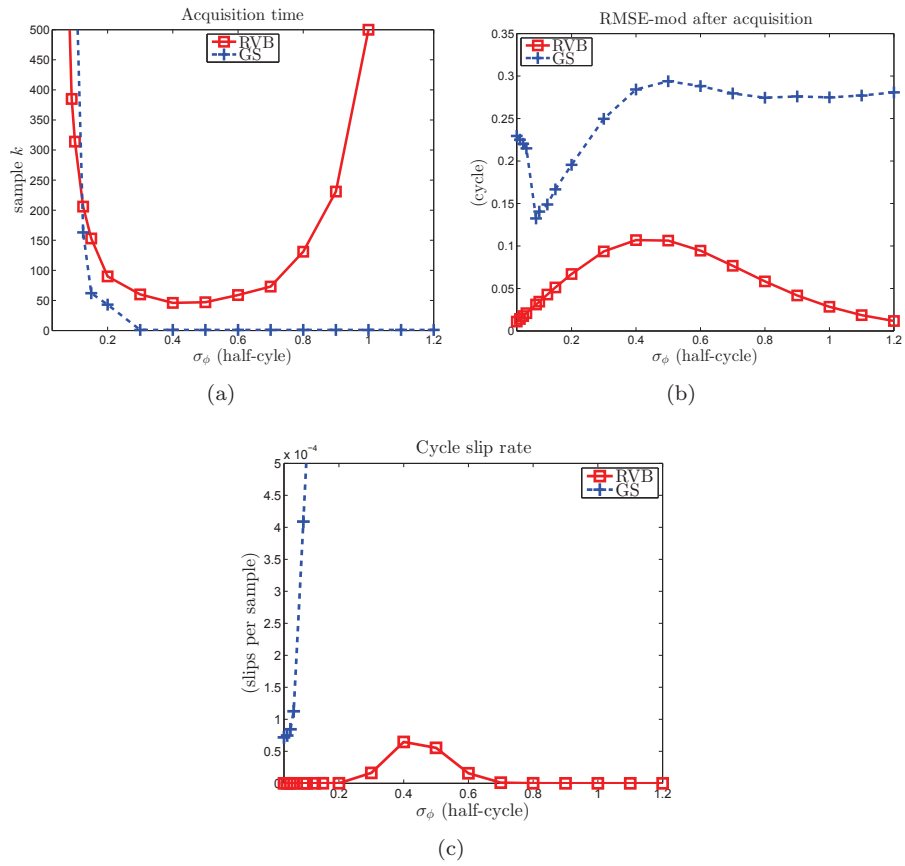 Acquisition time
500
450
400
350
300
250
200
150
100
50
0
sample k
RVB
GS
0.2 0.4 0.6 0.8 1 1.2
σϕ (half-cyle)
(a)
RMSE-mod after acquisition
0.35
0.3
0.25
0.2
0.15
0.1
0.05
0
(cycle)
RVB
GS
0.2 0.4 0.6 0.8 1 1.2
σϕ (half-cycle)
(b)
Cycle slip rate
x 10⁻⁴
5
4.5
4
3.5
3
2.5
2
1.5
1
0.5
0
(slips per sample)
RVB
GS
0.2 0.4 0.6 0.8 1 1.2
σϕ (half-cycle)
(c)